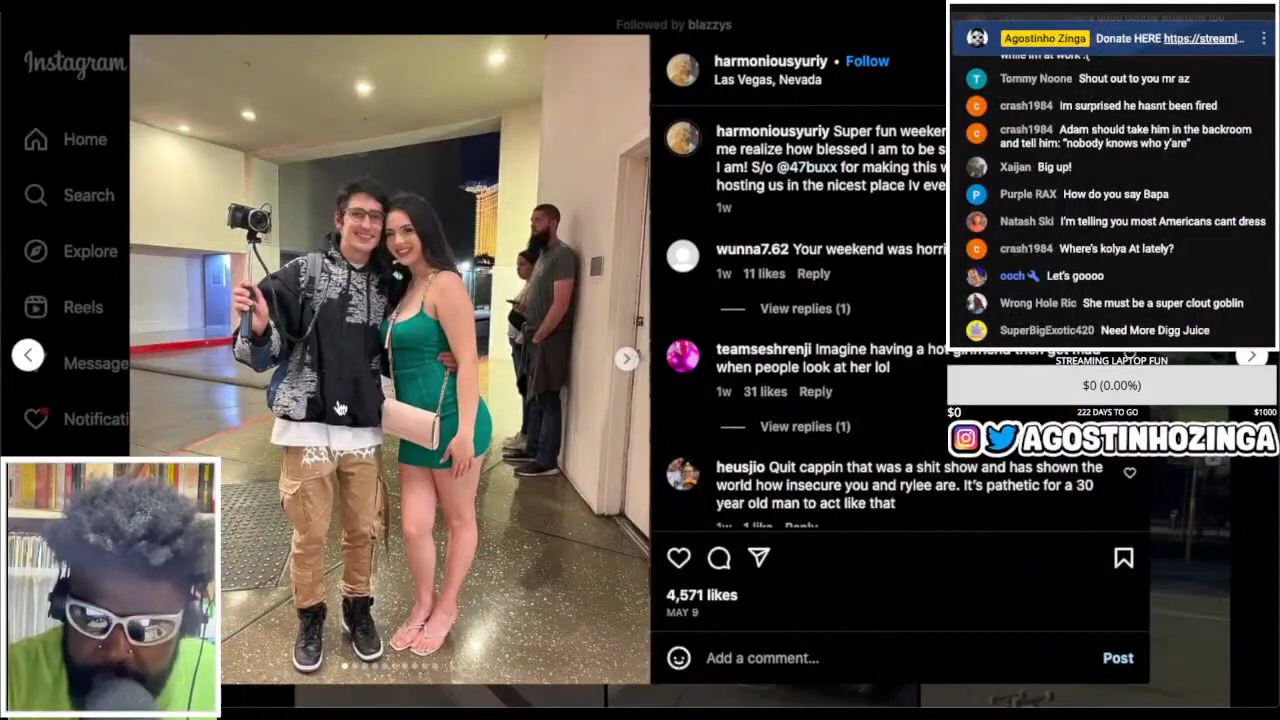 Followed by blazzys
Instagram
Home
Search
Explore
Reels
Message
Notificati
harmoniousyuriy • Follow
Las Vegas, Nevada
harmoniousyuriy Super fun weeken
me realize how blessed I am to be s
I am! S/o @47buxx for making this w
hosting us in the nicest place Iv eve
1w
wunna7.62 Your weekend was horri
1w 11 likes Reply
View replies (1)
teamseshrenji Imagine having a hot
when people look at her lol
1w 31 likes Reply
View replies (1)
heusjio Quit cappin that was a shit show and has shown the
world how insecure you and rylee are. It's pathetic for a 30
year old man to act like that
1w 1 like Reply
4,571 likes
MAY 9
Add a comment... Post
Agostinho Zinga Donate HERE https://streaml...
while im at work :(
Tommy Noone Shout out to you mr az
crash1984 Im surprised he hasnt been fired
crash1984 Adam should take him in the backroom
and tell him: "nobody knows who y'are"
Xaijan Big up!
Purple RAX How do you say Bapa
Natash Ski I'm telling you most Americans cant dress
crash1984 Where's kolya At lately?
ooch Let's goooo
Wrong Hole Ric She must be a super clout goblin
SuperBigExotic420 Need More Digg Juice
STREAMING LAPTOP FUN
$0 (0.00%)
$0 222 DAYS TO GO $1000
AGOSTINHOZINGA